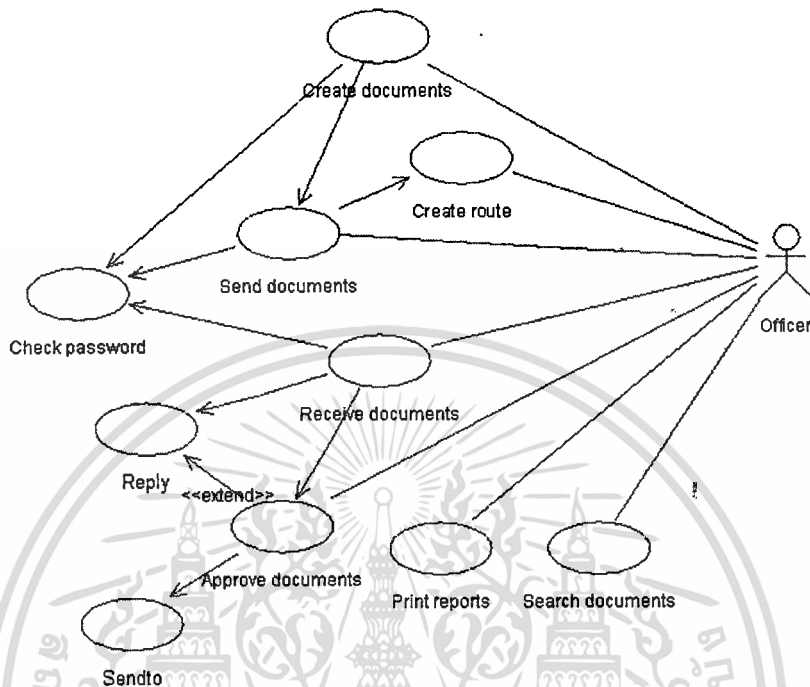 Create documents
Create route
Send documents
Officer
Check password
Receive documents
Reply
<<extend>>
Approve documents
Print reports
Search documents
Sendto